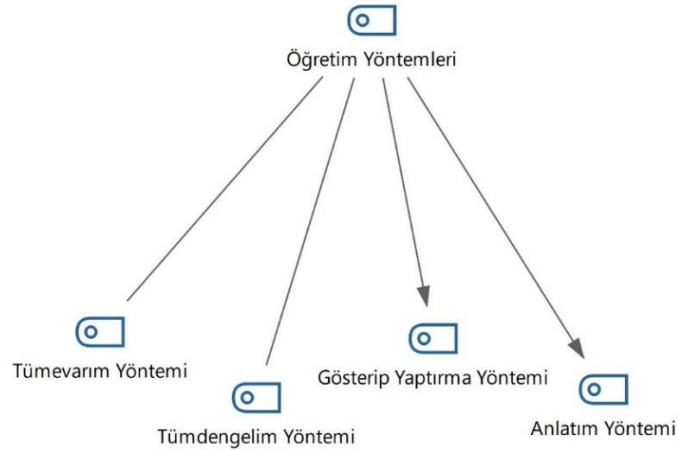 Öğretim Yöntemleri
Tümevarım Yöntemi
Gösterip Yaptırma Yöntemi
Tümdengelim Yöntemi
Anlatım Yöntemi